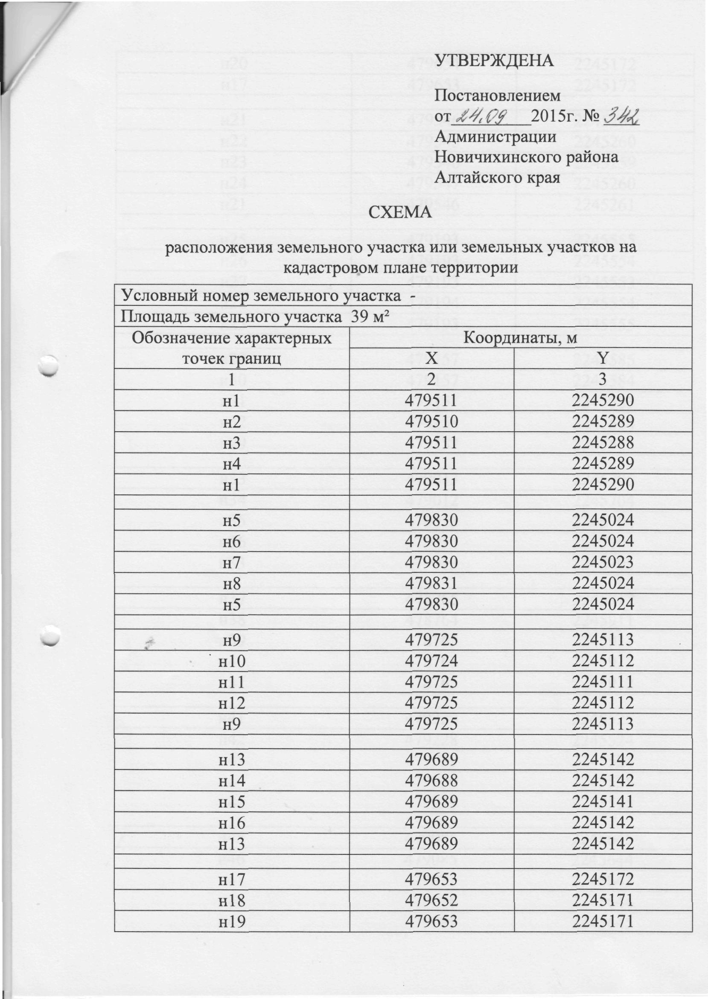 УТВЕРЖДЕНА
Постановлением
от 24.09 2015г. № 342
Администрации
Новичихинского района
Алтайского края
СХЕМА
расположения земельного участка или земельных участков на
кадастровом плане территории
Условный номер земельного участка -
Площадь земельного участка 39 м²
Обозначение характерных точек границ Координаты, м
X Y
1 2 3
н1 479511 2245290
н2 479510 2245289
н3 479511 2245288
н4 479511 2245289
н1 479511 2245290
н5 479830 2245024
н6 479830 2245024
н7 479830 2245023
н8 479831 2245024
н5 479830 2245024
н9 479725 2245113
н10 479724 2245112
н11 479725 2245111
н12 479725 2245112
н9 479725 2245113
н13 479689 2245142
н14 479688 2245142
н15 479689 2245141
н16 479689 2245142
н13 479689 2245142
н17 479653 2245172
н18 479652 2245171
н19 479653 2245171